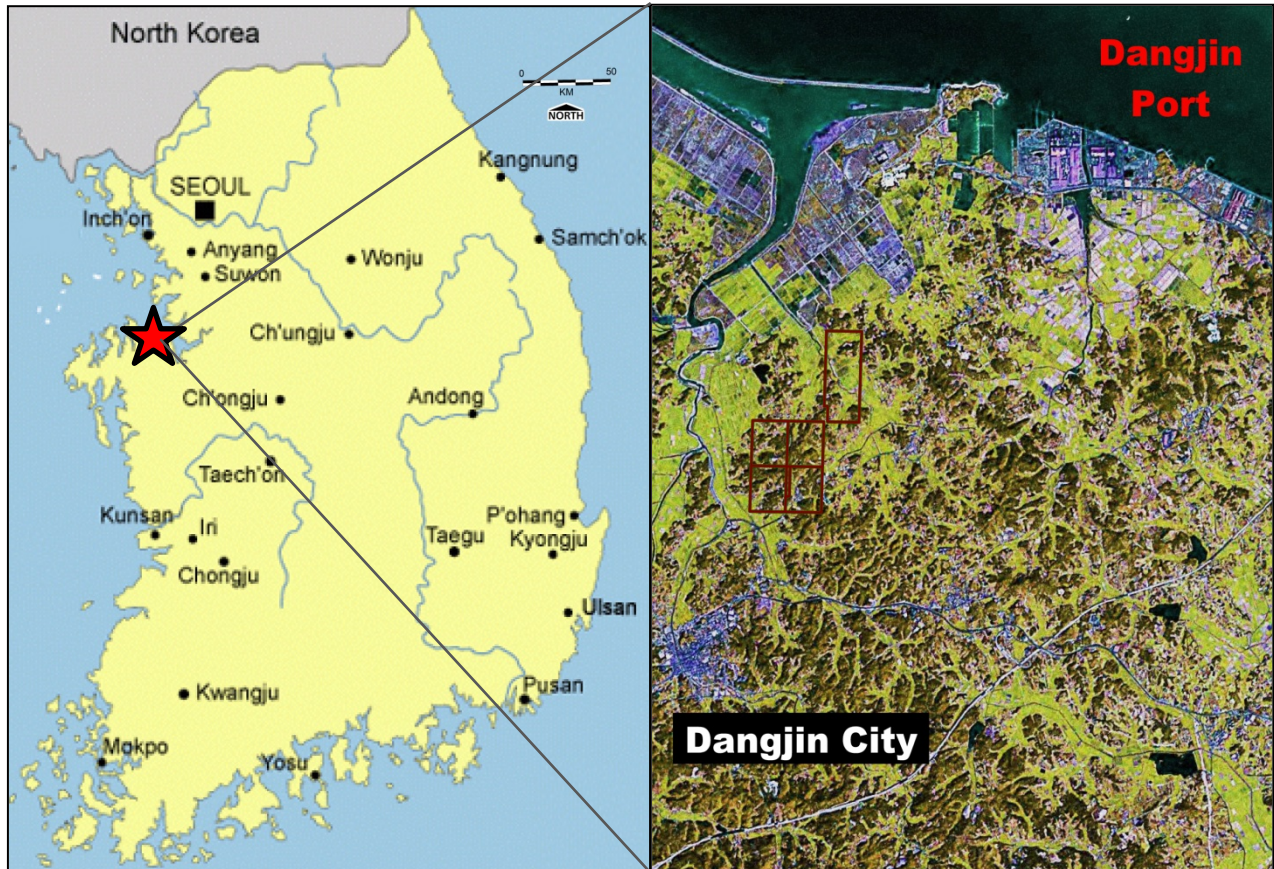 North Korea
0 50
KM
NORTH
Kangnung
SEOUL
Inch'on
Samch'ok
Anyang
Wonju
Suwon
Ch'ungju
Ch'ongju
Andong
Taech'on
Kunsan
Iri
P'ohang
Taegu
Kyongju
Chongju
Ulsan
Kwangju
Pusan
Mokpo
Yosu
Dangjin
Port
Dangjin City